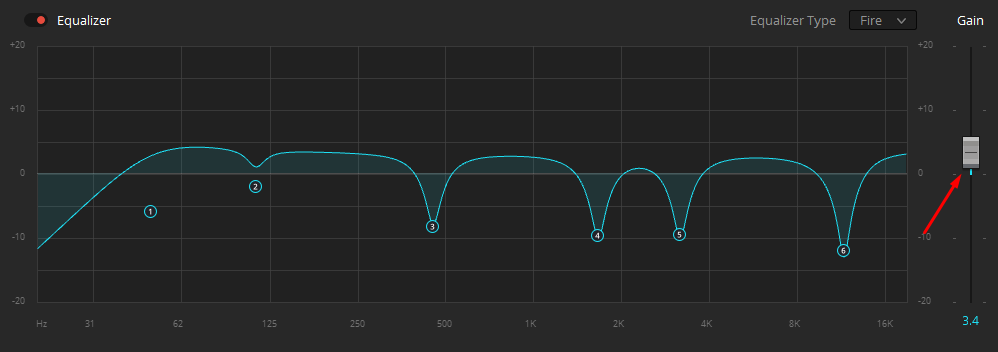 Equalizer
Equalizer Type Fire
Gain
+20 +20
+10 +10
0 0
-10 -10
-20 -20
1 2 3 4 5 6
Hz 31 62 125 250 500 1K 2K 4K 8K 16K
3.4